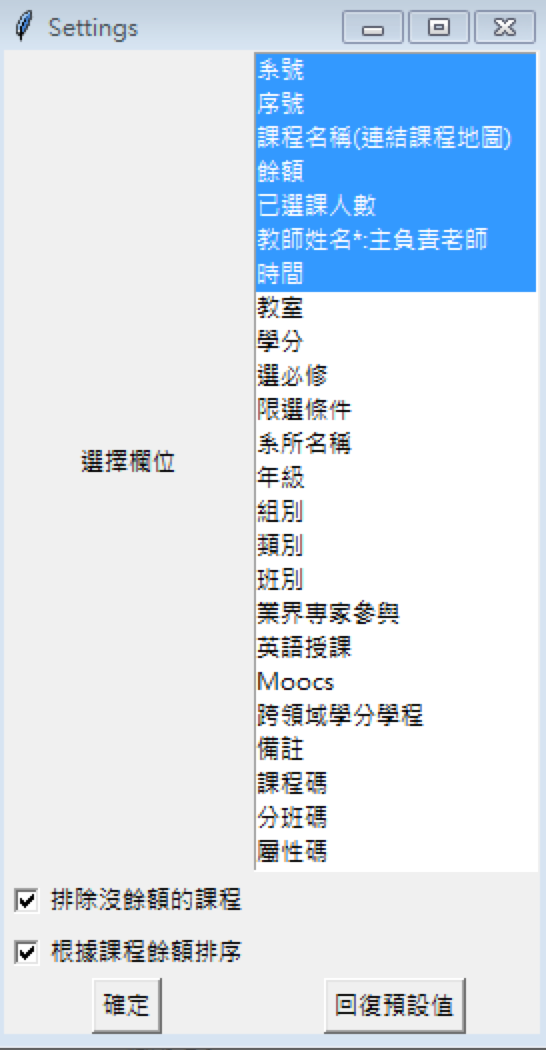 Settings
系號
序號
課程名稱(連結課程地圖)
餘額
已選課人數
教師姓名*:主負責老師
時間
教室
學分
選必修
限選條件
系所名稱
年級
組別
類別
班別
業界專家參與
英語授課
Moocs
跨領域學分學程
備註
課程碼
分班碼
屬性碼
選擇欄位
排除沒餘額的課程
根據課程餘額排序
確定
回復預設值